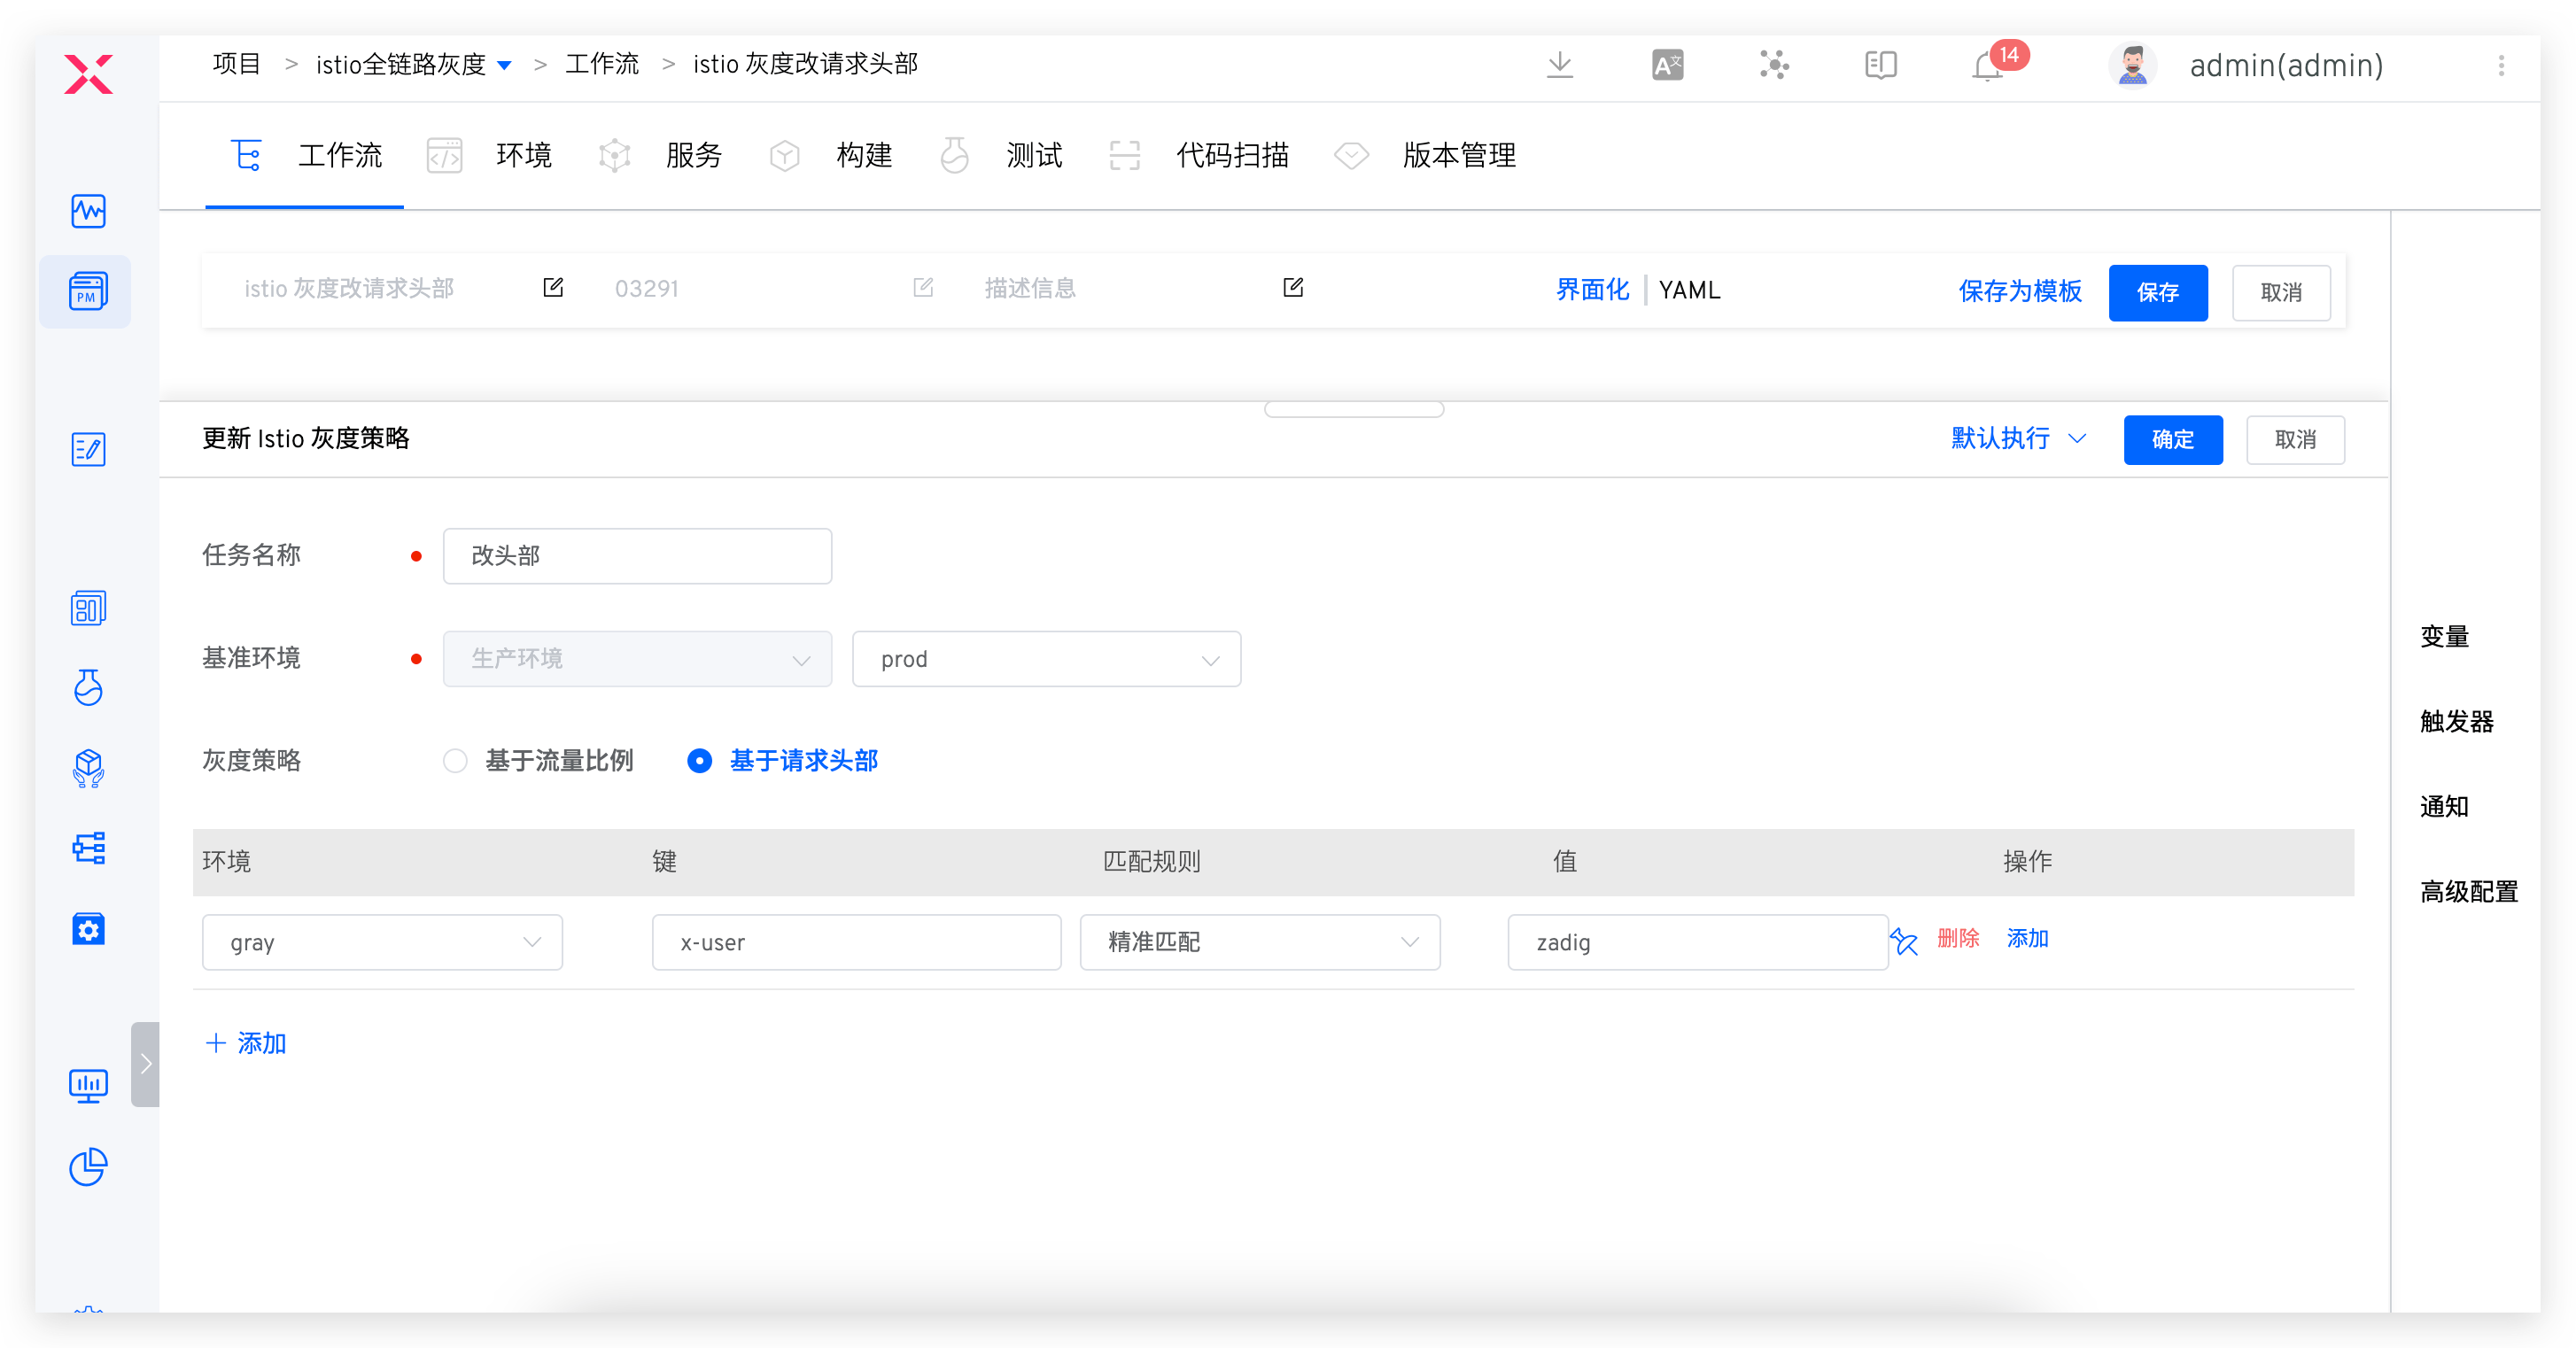 项目 > istio全链路灰度 > 工作流 > istio 灰度改请求头部
A文
14
admin(admin)
工作流 环境 服务 构建 测试 代码扫描 版本管理
PM
istio 灰度改请求头部 03291 描述信息 界面化 YAML 保存为模板 保存 取消
更新 Istio 灰度策略 默认执行 确定 取消
任务名称 改头部
基准环境 生产环境 prod
灰度策略 基于流量比例 基于请求头部
环境 键 匹配规则 值 操作
gray x-user 精准匹配 zadig 删除 添加
添加
变量
触发器
通知
高级配置